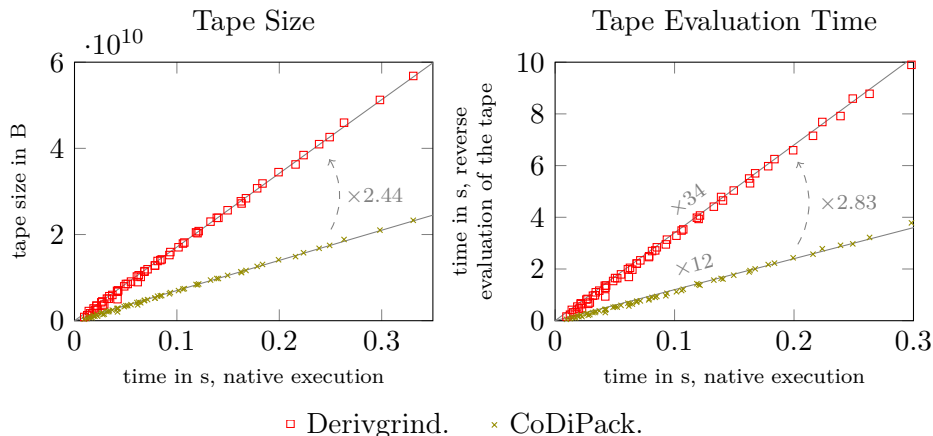 Tape Size
·10^10
6
4
2
0
tape size in B
×2.44
0
0.1
0.2
0.3
time in s, native execution
Tape Evaluation Time
10
8
6
4
2
0
time in s, reverse
evaluation of the tape
×34
×12
×2.83
0
0.1
0.2
0.3
time in s, native execution
Derivgrind.
CoDiPack.